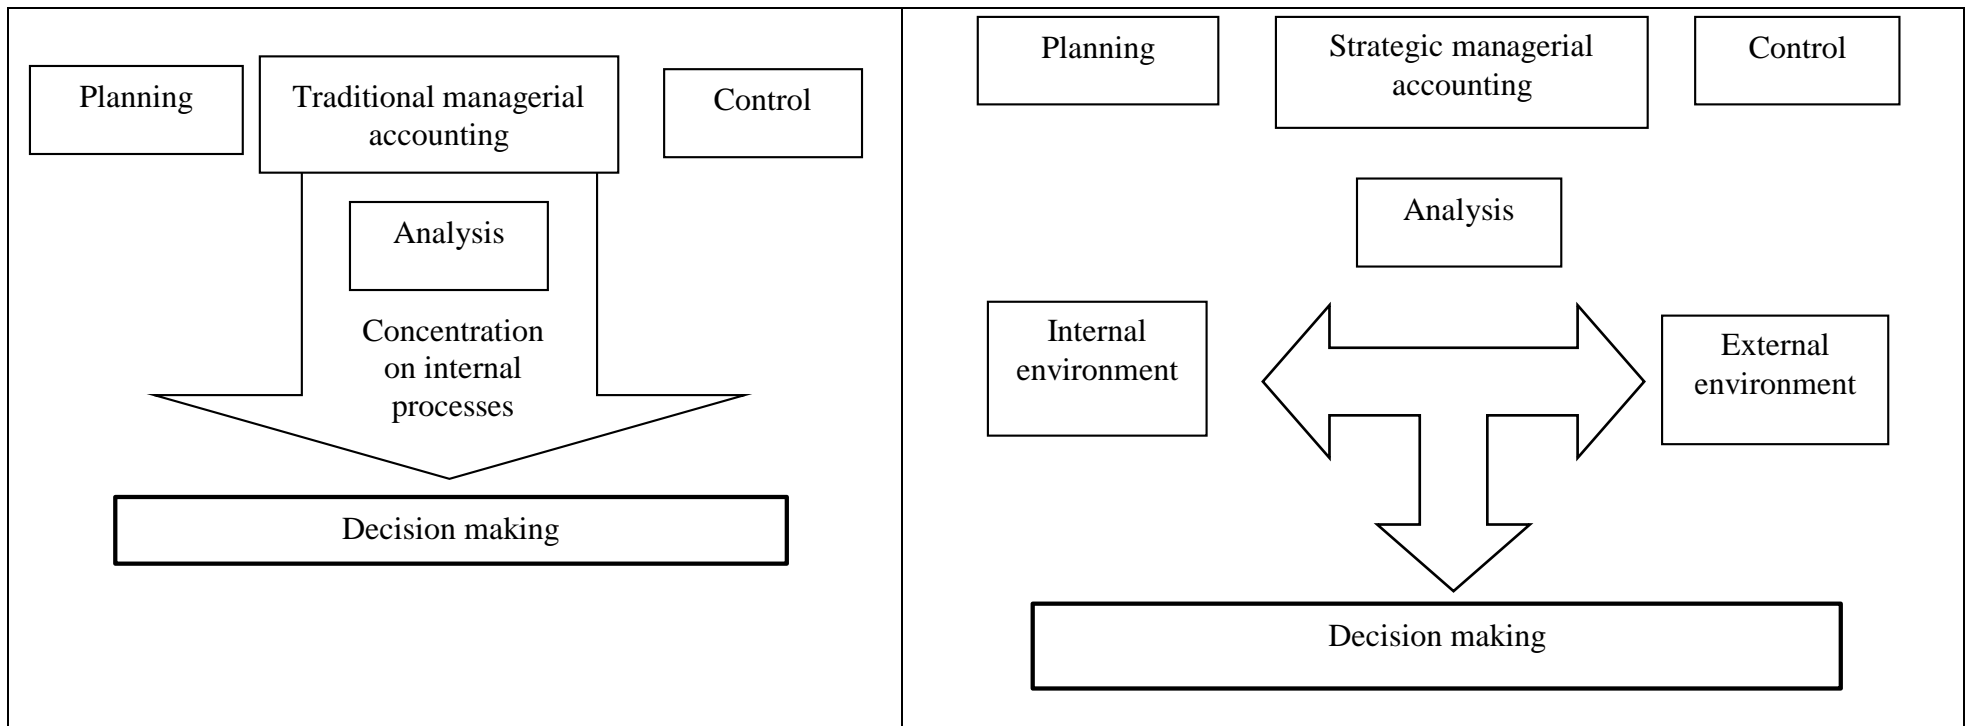 Planning
Traditional managerial
accounting
Control
Analysis
Concentration
on internal
processes
Decision making
Planning
Strategic managerial
accounting
Control
Analysis
Internal
environment
External
environment
Decision making